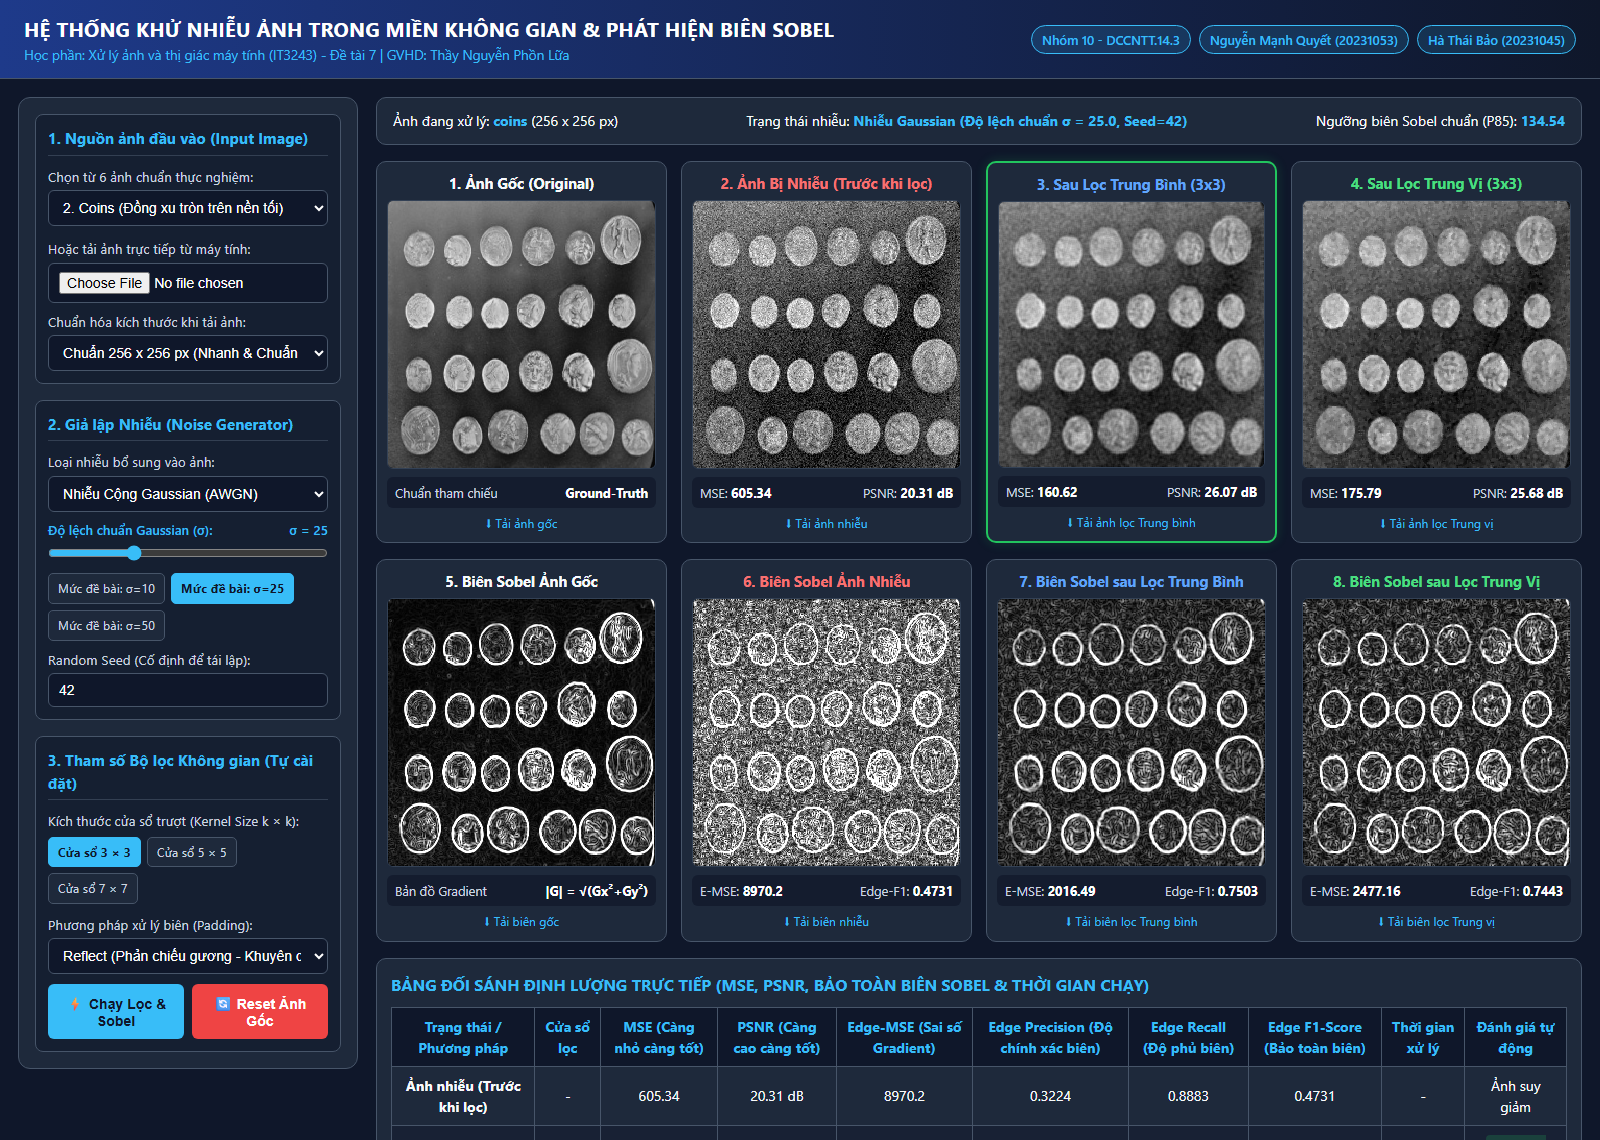 HỆ THỐNG KHỬ NHIỄU ẢNH TRONG MIỀN KHÔNG GIAN & PHÁT HIỆN BIÊN SOBEL
Học phần: Xử lý ảnh và thị giác máy tính (IT3243) - Đề tài 7 | GVHD: Thầy Nguyễn Phồn Lữa
Nhóm 10 - DCCNTT.14.3
Nguyễn Mạnh Quyết (20231053)
Hà Thái Bảo (20231045)
1. Nguồn ảnh đầu vào (Input Image)
Chọn từ 6 ảnh chuẩn thực nghiệm:
2. Coins (Đồng xu tròn trên nền tối)
Hoặc tải ảnh trực tiếp từ máy tính:
Choose File No file chosen
Chuẩn hóa kích thước khi tải ảnh:
Chuẩn 256 x 256 px (Nhanh & Chuẩn
2. Giả lập Nhiễu (Noise Generator)
Loại nhiễu bổ sung vào ảnh:
Nhiễu Cộng Gaussian (AWGN)
Độ lệch chuẩn Gaussian (σ): σ = 25
Mức đề bài: σ=10
Mức đề bài: σ=25
Mức đề bài: σ=50
Random Seed (Cố định để tái lập):
42
3. Tham số Bộ lọc Không gian (Tự cài
đặt)
Kích thước cửa sổ trượt (Kernel Size k × k):
Cửa sổ 3 × 3
Cửa sổ 5 × 5
Cửa sổ 7 × 7
Phương pháp xử lý biên (Padding):
Reflect (Phản chiếu gương - Khuyên c
⚡ Chạy Lọc &
Sobel
🔄 Reset Ảnh
Gốc
Ảnh đang xử lý: coins (256 x 256 px)
Trạng thái nhiễu: Nhiễu Gaussian (Độ lệch chuẩn σ = 25.0, Seed=42)
Ngưỡng biên Sobel chuẩn (P85): 134.54
1. Ảnh Gốc (Original)
Chuẩn tham chiếu Ground-Truth
⬇ Tải ảnh gốc
2. Ảnh Bị Nhiễu (Trước khi lọc)
MSE: 605.34 PSNR: 20.31 dB
⬇ Tải ảnh nhiễu
3. Sau Lọc Trung Bình (3x3)
MSE: 160.62 PSNR: 26.07 dB
⬇ Tải ảnh lọc Trung bình
4. Sau Lọc Trung Vị (3x3)
MSE: 175.79 PSNR: 25.68 dB
⬇ Tải ảnh lọc Trung vị
5. Biên Sobel Ảnh Gốc
Bản đồ Gradient |G| = √(Gx²+Gy²)
⬇ Tải biên gốc
6. Biên Sobel Ảnh Nhiễu
E-MSE: 8970.2 Edge-F1: 0.4731
⬇ Tải biên nhiễu
7. Biên Sobel sau Lọc Trung Bình
E-MSE: 2016.49 Edge-F1: 0.7503
⬇ Tải biên lọc Trung bình
8. Biên Sobel sau Lọc Trung Vị
E-MSE: 2477.16 Edge-F1: 0.7443
⬇ Tải biên lọc Trung vị
BẢNG ĐỐI SÁNH ĐỊNH LƯỢNG TRỰC TIẾP (MSE, PSNR, BẢO TOÀN BIÊN SOBEL & THỜI GIAN CHẠY)
Trạng thái /
Phương pháp
Cửa sổ
lọc
MSE (Càng
nhỏ càng tốt)
PSNR (Càng
cao càng tốt)
Edge-MSE (Sai số
Gradient)
Edge Precision (Độ
chính xác biên)
Edge Recall
(Độ phủ biên)
Edge F1-Score
(Bảo toàn biên)
Thời gian
xử lý
Đánh giá tự
động
Ảnh nhiễu (Trước
khi lọc)
-
605.34
20.31 dB
8970.2
0.3224
0.8883
0.4731
-
Ảnh suy
giảm